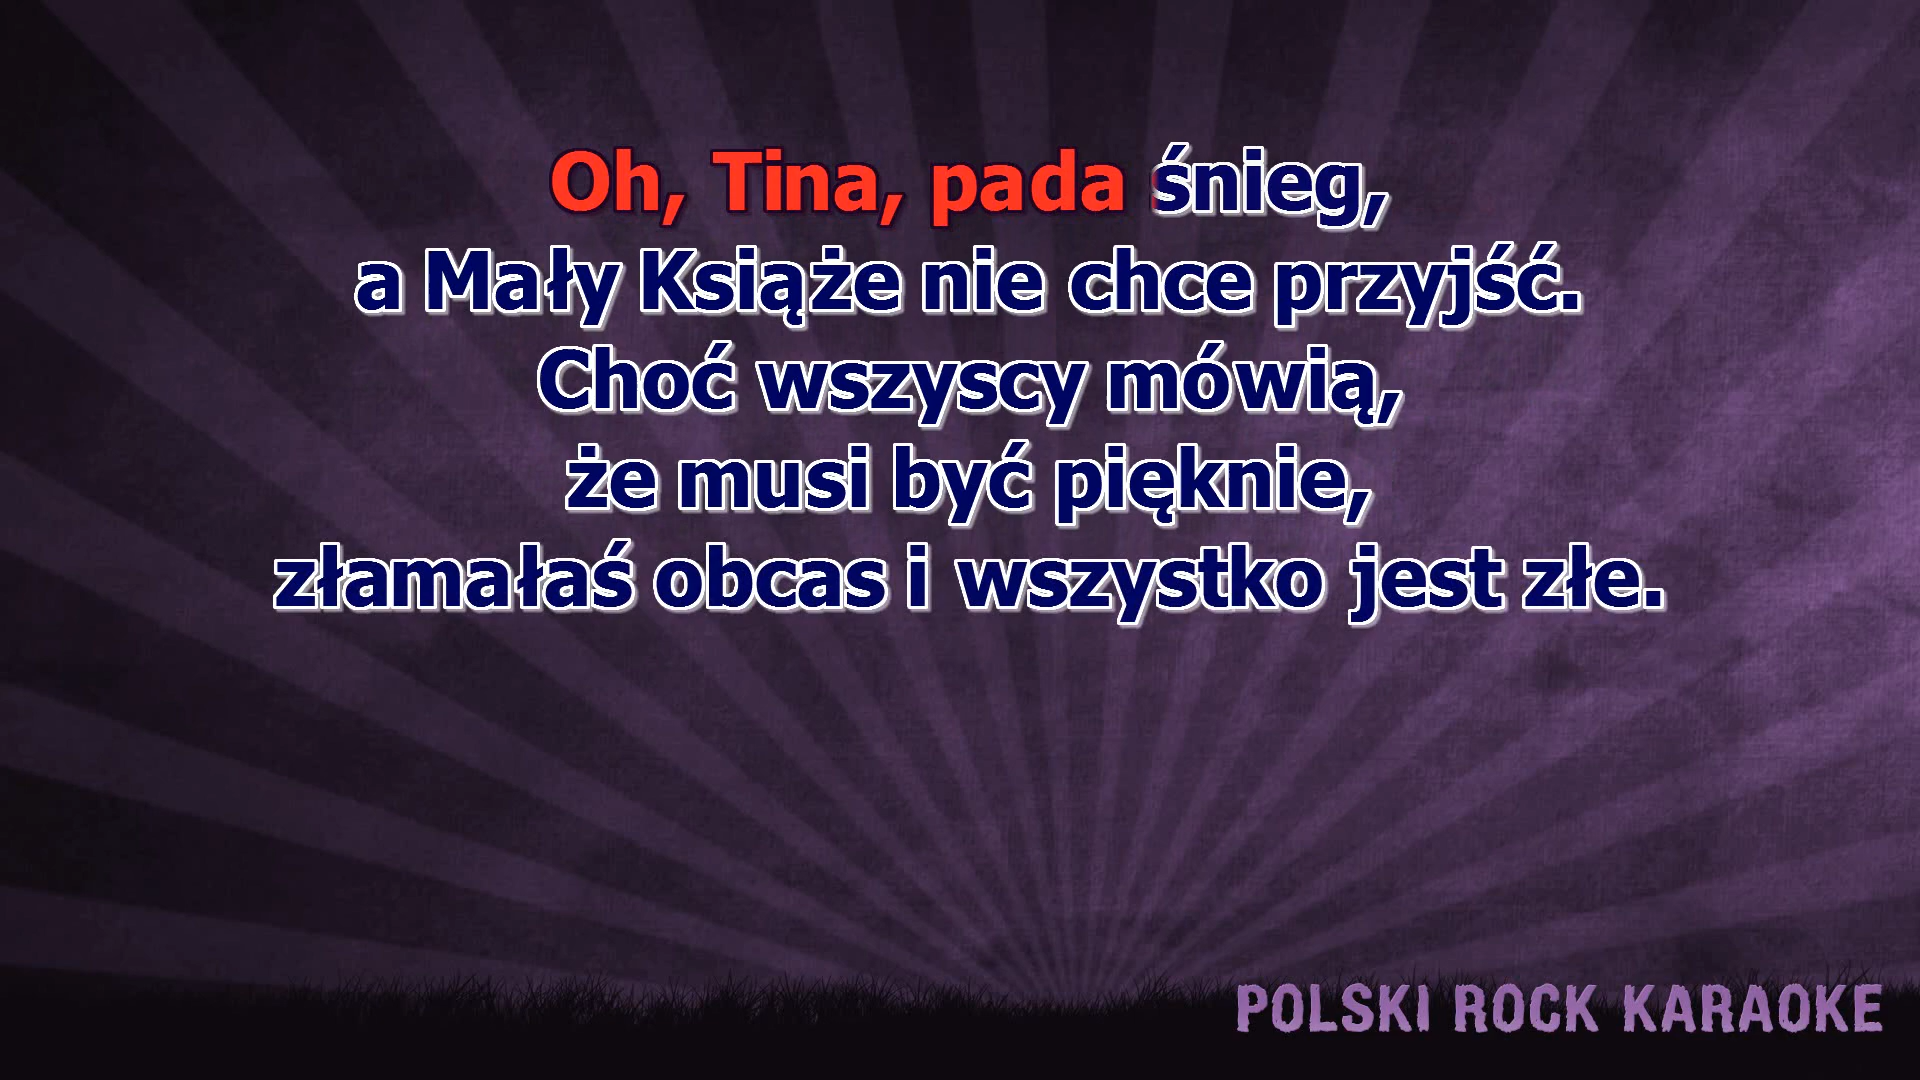 Oh, Tina, pada śnieg,
a Mały Książe nie chce przyjść.
Choć wszyscy mówią,
że musi być pięknie,
złamałaś obcas i wszystko jest złe.
POLSKI ROCK KARAOKE